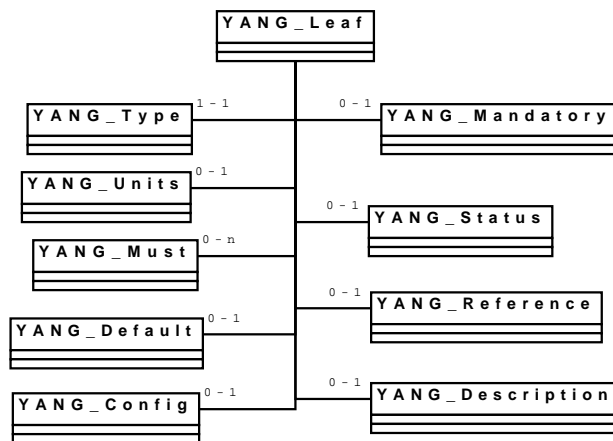 YANG_Leaf
1-1
0-1
YANG_Type
YANG_Mandatory
0-1
YANG_Units
0-1
YANG_Status
0-n
YANG_Must
0-1
YANG_Reference
0-1
YANG_Default
0-1
0-1
YANG_Config
YANG_Description